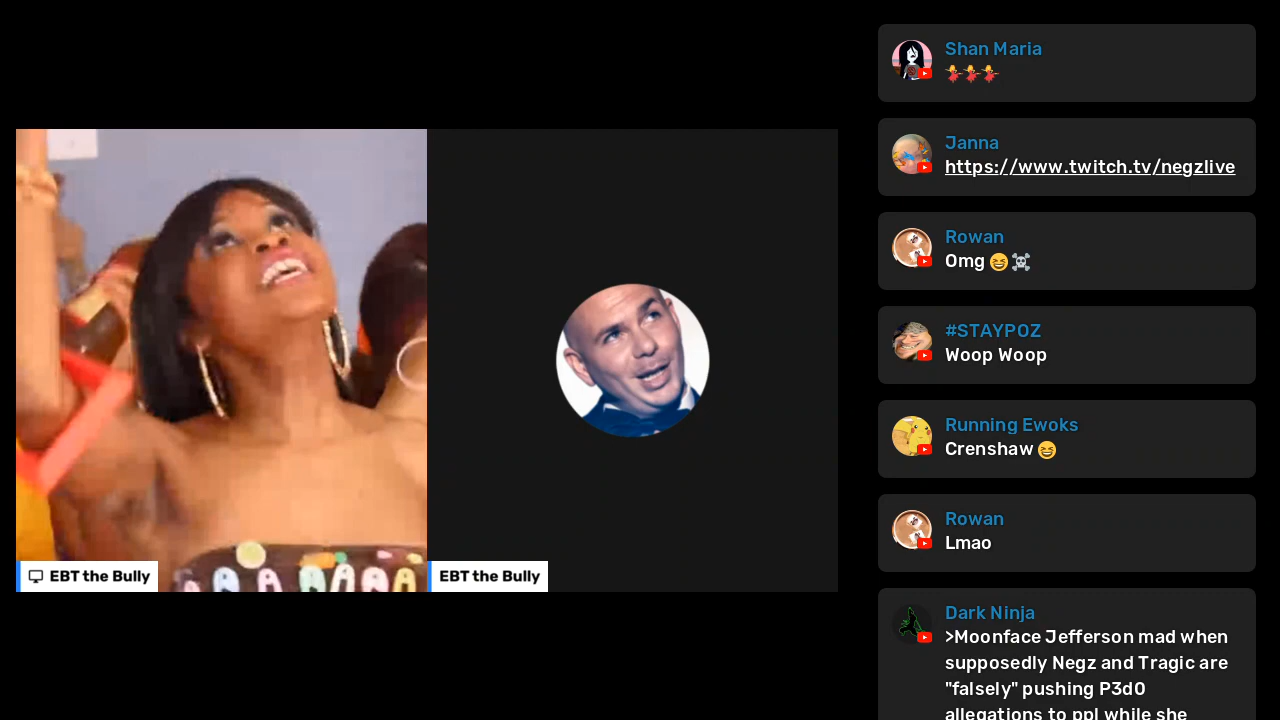 Shan Maria
Janna
https://www.twitch.tv/negzlive
Rowan
Omg
#STAYPOZ
Woop Woop
Running Ewoks
Crenshaw
Rowan
Lmao
Dark Ninja
>Moonface Jefferson mad when
supposedly Negz and Tragic are
"falsely" pushing P3d0
allegations to ppl while she
EBT the Bully
EBT the Bully